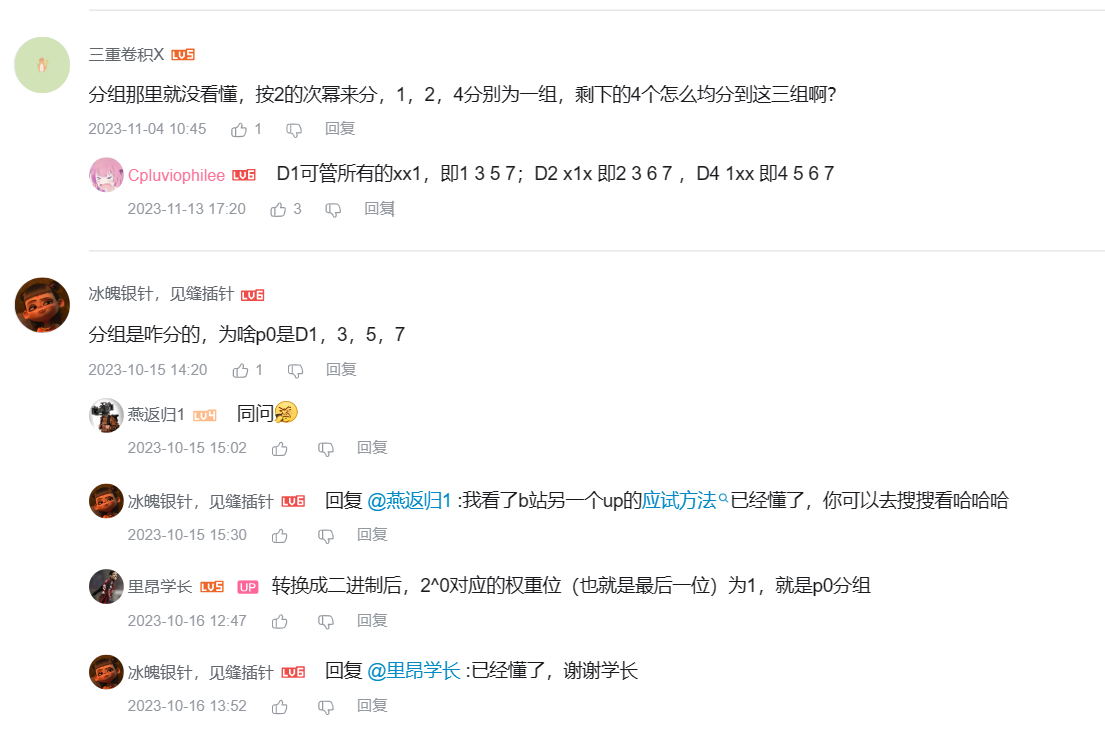 三重卷积X LV5
分组那里就没看懂，按2的次幂来分，1，2，4分别为一组，剩下的4个怎么均分到这三组啊?
2023-11-04 10:45 1 回复
Cpluviophilee LV6 D1可管所有的xx1，即1 3 5 7；D2 x1x 即2 3 6 7 ，D4 1xx 即4 5 6 7
2023-11-13 17:20 3 回复
冰魄银针，见缝插针 LV6
分组是咋分的，为啥p0是D1，3，5，7
2023-10-15 14:20 1 回复
燕返归1 LV4 同问
2023-10-15 15:02 回复
冰魄银针，见缝插针 LV6 回复 @燕返归1 :我看了b站另一个up的应试方法已经懂了，你可以去搜搜看哈哈哈
2023-10-15 15:30 回复
里昂学长 LV5 UP 转换成二进制后，2^0对应的权重位（也就是最后一位）为1，就是p0分组
2023-10-16 12:47 回复
冰魄银针，见缝插针 LV6 回复 @里昂学长 :已经懂了，谢谢学长
2023-10-16 13:52 回复